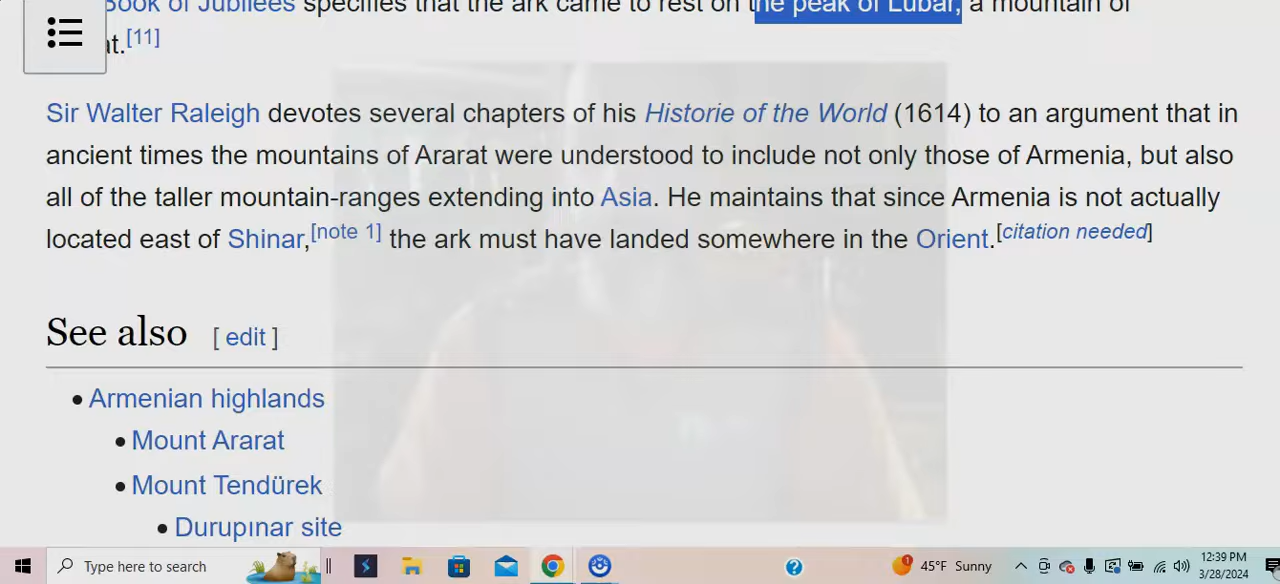 Book of Jubilees specifies that the ark came to rest on the peak of Lubar, a mountain of
at.[11]
Sir Walter Raleigh devotes several chapters of his Historie of the World (1614) to an argument that in
ancient times the mountains of Ararat were understood to include not only those of Armenia, but also
all of the taller mountain-ranges extending into Asia. He maintains that since Armenia is not actually
located east of Shinar,[note 1] the ark must have landed somewhere in the Orient.[citation needed]
See also [ edit ]
• Armenian highlands
• Mount Ararat
• Mount Tendürek
• Durupınar site
Type here to search
45°F Sunny
12:39 PM
3/28/2024